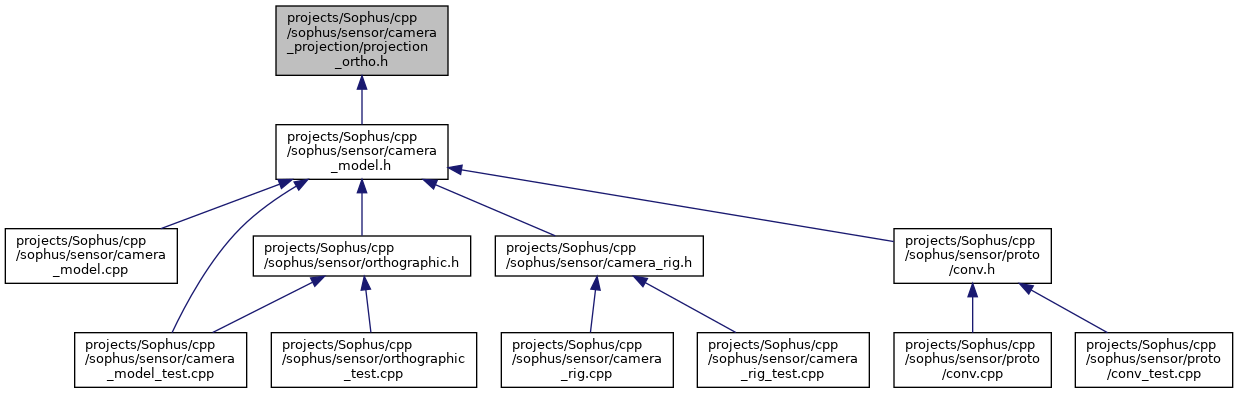 projects/Sophus/cpp
/sophus/sensor/camera
_projection/projection
_ortho.h
projects/Sophus/cpp
/sophus/sensor/camera
_model.h
projects/Sophus/cpp
/sophus/sensor/camera
_model.cpp
projects/Sophus/cpp
/sophus/sensor/orthographic.h
projects/Sophus/cpp
/sophus/sensor/camera_rig.h
projects/Sophus/cpp
/sophus/sensor/proto
/conv.h
projects/Sophus/cpp
/sophus/sensor/camera
_model_test.cpp
projects/Sophus/cpp
/sophus/sensor/orthographic
_test.cpp
projects/Sophus/cpp
/sophus/sensor/camera
_rig.cpp
projects/Sophus/cpp
/sophus/sensor/camera
_rig_test.cpp
projects/Sophus/cpp
/sophus/sensor/proto
/conv.cpp
projects/Sophus/cpp
/sophus/sensor/proto
/conv_test.cpp